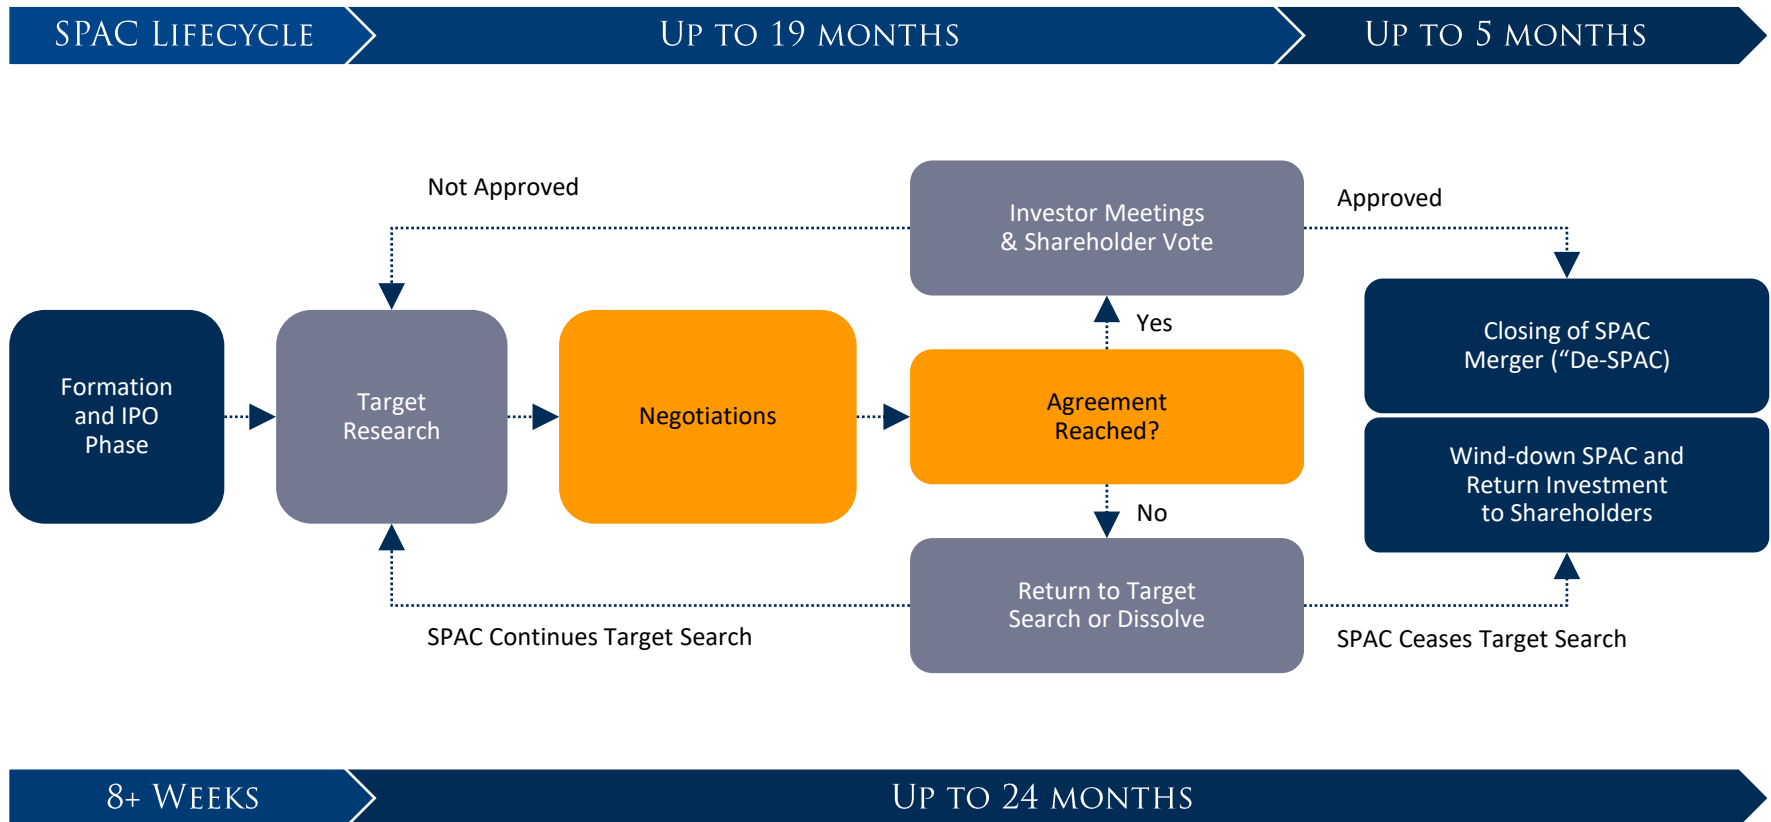 SPAC LIFECYCLE
UP TO 19 MONTHS
UP TO 5 MONTHS
Not Approved
Investor Meetings
& Shareholder Vote
Approved
Formation
and IPO
Phase
Target
Research
Negotiations
Yes
Agreement
Reached?
No
Closing of SPAC
Merger (“De-SPAC)
Wind-down SPAC and
Return Investment
to Shareholders
Return to Target
Search or Dissolve
SPAC Continues Target Search
SPAC Ceases Target Search
8+ WEEKS
UP TO 24 MONTHS